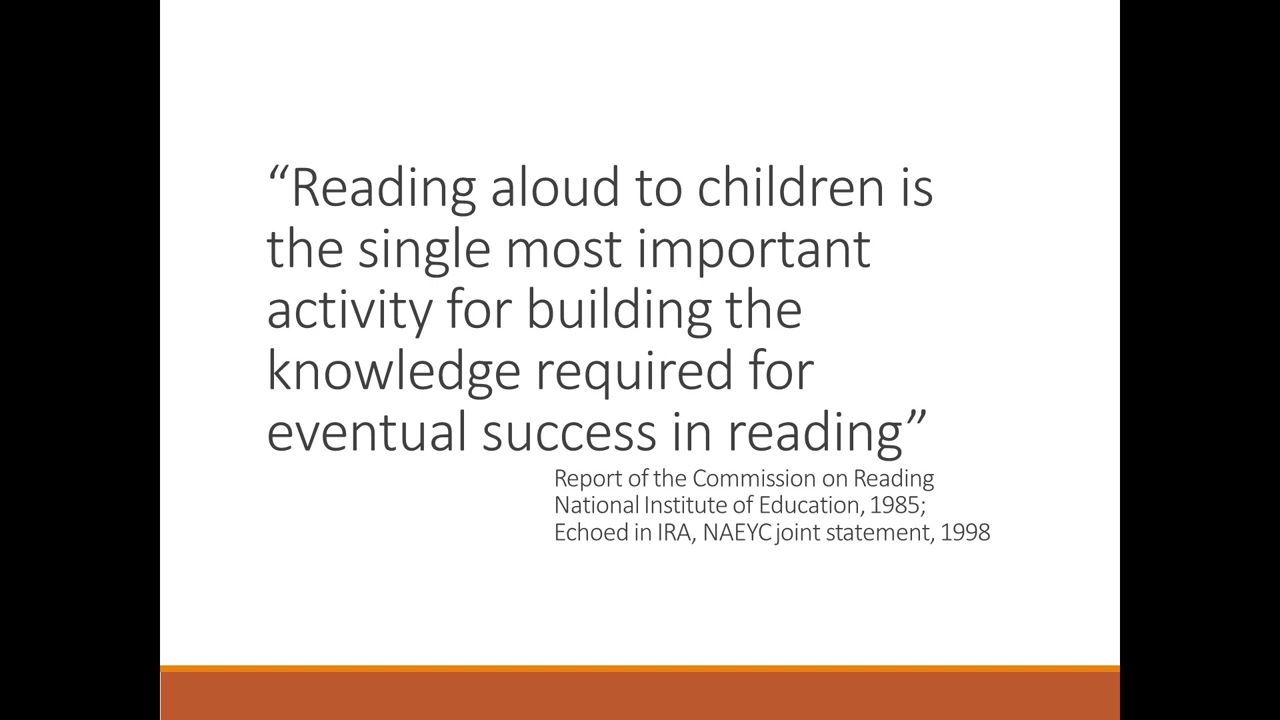 “Reading aloud to children is
the single most important
activity for building the
knowledge required for
eventual success in reading”
Report of the Commission on Reading
National Institute of Education, 1985;
Echoed in IRA, NAEYC joint statement, 1998